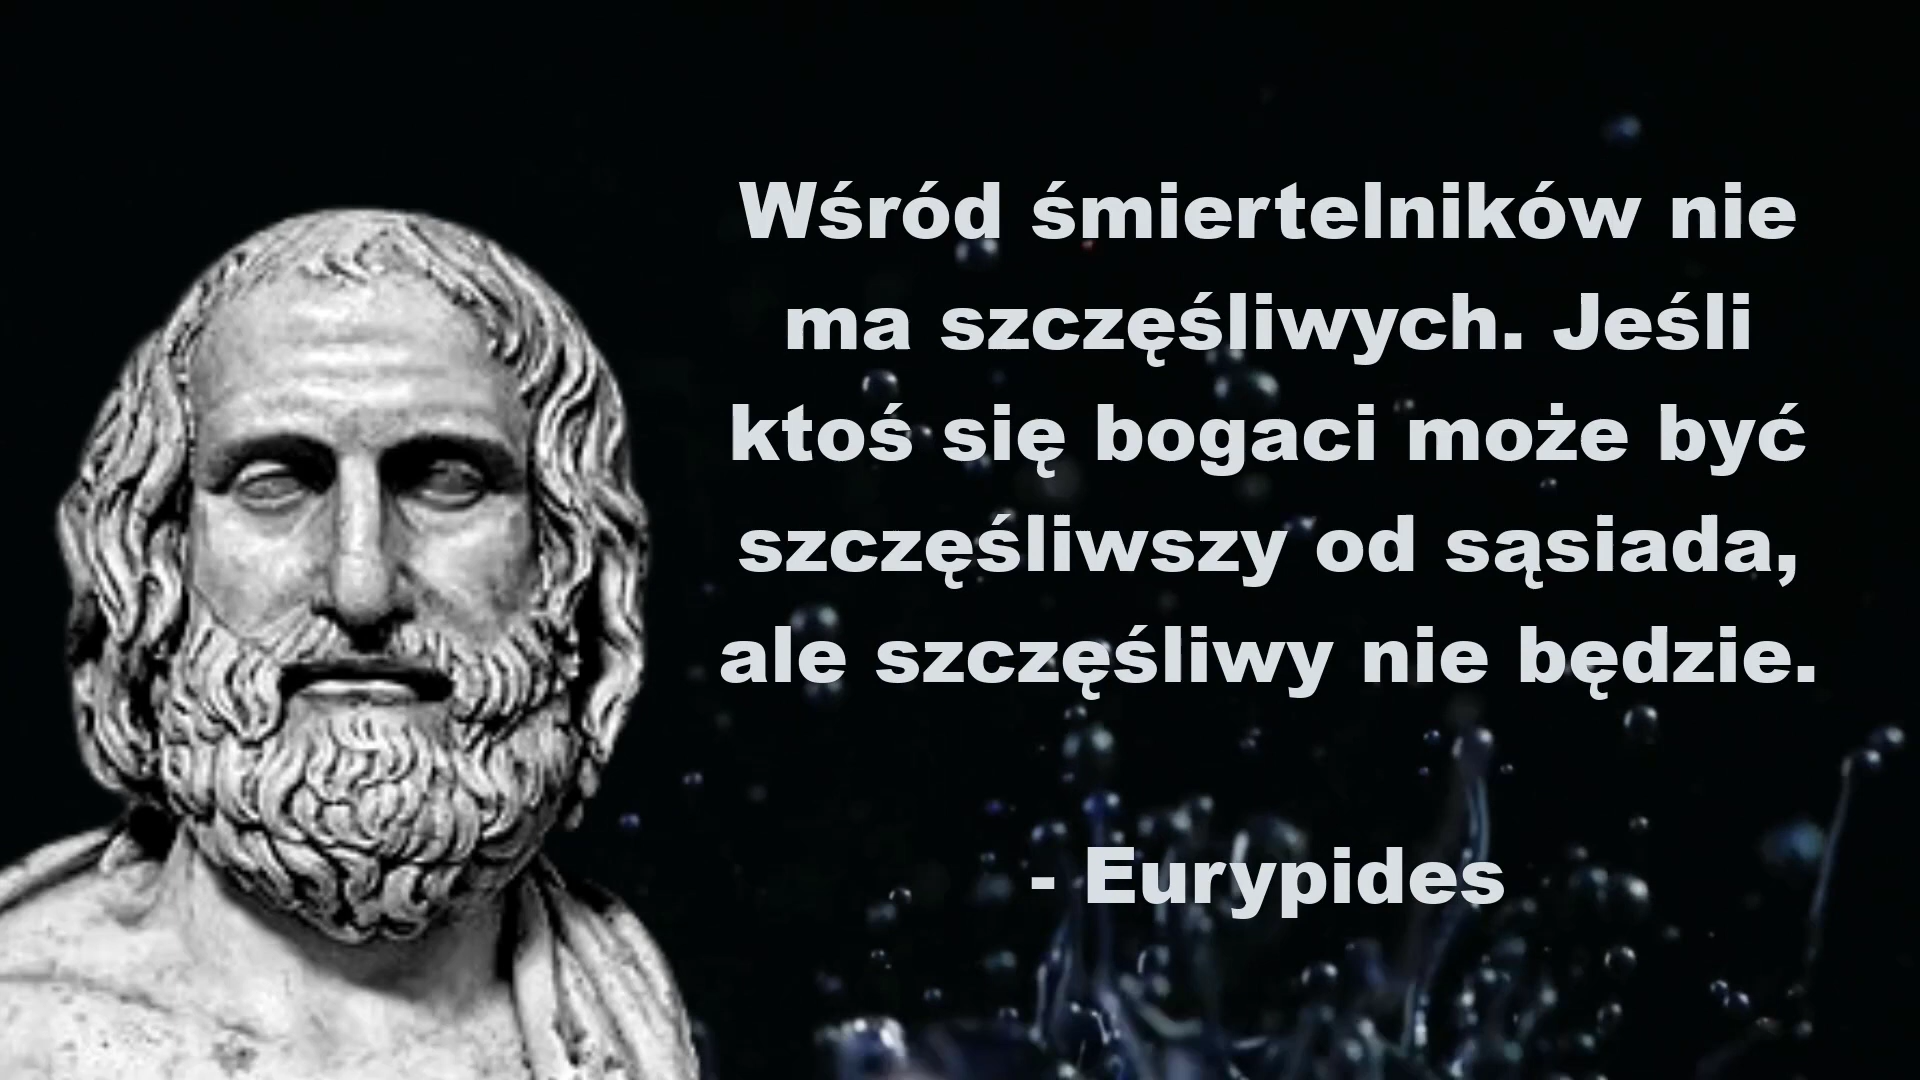 Wśród śmiertelników nie
ma szczęśliwych. Jeśli
ktoś się bogaci może być
szczęśliwszy od sąsiada,
ale szczęśliwy nie będzie.
- Eurypides